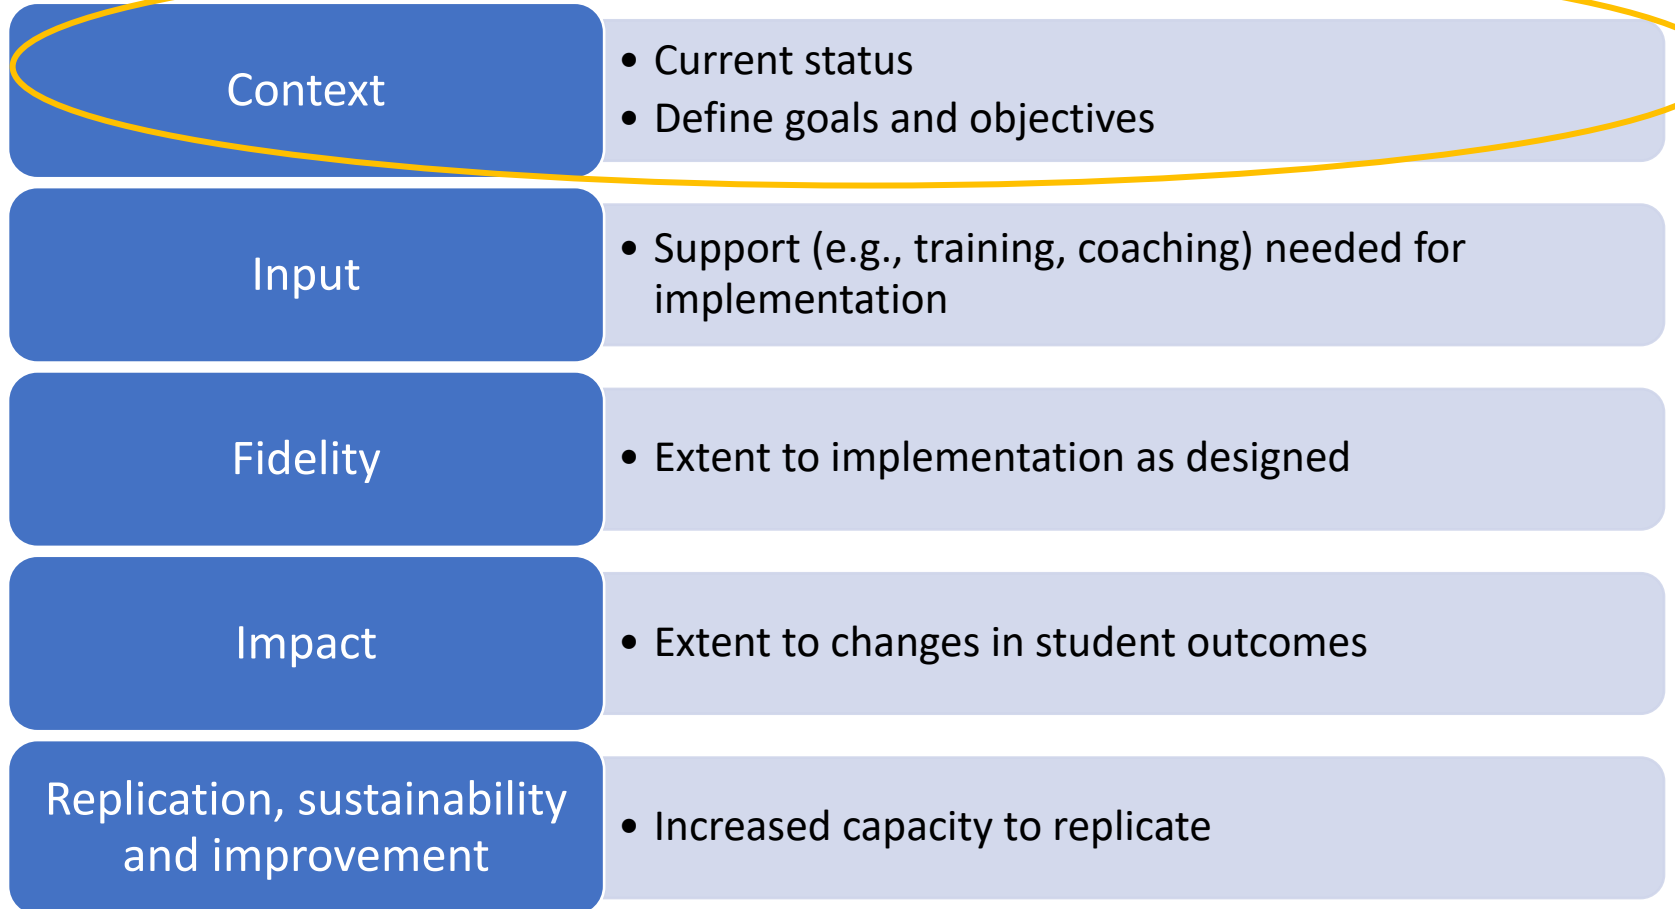 Context
• Current status
• Define goals and objectives
Input
• Support (e.g., training, coaching) needed for
implementation
Fidelity
• Extent to implementation as designed
Impact
• Extent to changes in student outcomes
Replication, sustainability
and improvement
• Increased capacity to replicate